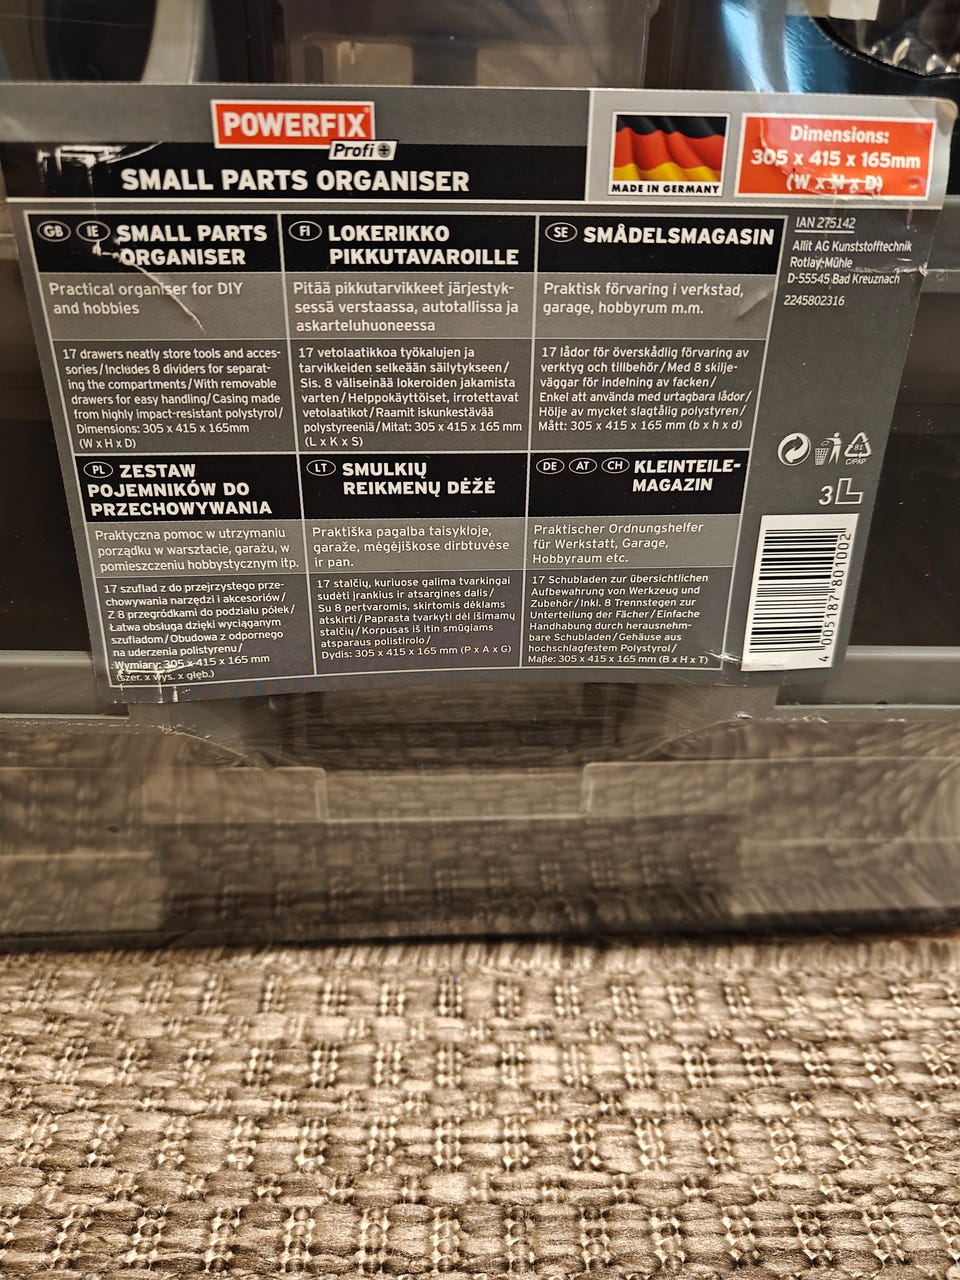 POWERFIX
Profi
SMALL PARTS ORGANISER
MADE IN GERMANY
Dimensions:
305 x 415 x 165mm
(W x H x D)
GB IE SMALL PARTS
ORGANISER
Practical organiser for DIY
and hobbies
17 drawers neatly store tools and acces-
sories / Includes 8 dividers for separat-
ing the compartments / With removable
drawers for easy handling / Casing made
from highly impact-resistant polystyrol /
Dimensions: 305 x 415 x 165mm
(W x H x D)
FI LOKERIKKO
PIKKUTAVAROILLE
Pitää pikkutarvikkeet järjestyk-
sessä verstaassa, autotallissa ja
askarteluhuoneessa
17 vetolaatikkoa työkalujen ja
tarvikkeiden selkeään säilytykseen /
Sis. 8 väliseinää lokeroiden jakamista
varten / Helppokäyttöiset, irrotettavat
vetolaatikot / Raamit iskunkestävää
polystyreeniä / Mitat: 305 x 415 x 165 mm
(L x K x S)
SE SMÅDELSMAGASIN
Praktisk förvaring i verkstad,
garage, hobbyrum m.m.
17 lådor för överskådlig förvaring av
verktyg och tillbehör / Med 8 skilje-
väggar för indelning av facken /
Enkel att använda med urtagbara lådor /
Hölje av mycket slagtålig polystyren /
Mått: 305 x 415 x 165 mm (b x h x d)
IAN 275142
Allit AG Kunststofftechnik
Rotlay-Mühle
D-55545 Bad Kreuznach
2245802316
PL ZESTAW
POJEMNIKÓW DO
PRZECHOWYWANIA
Praktyczna pomoc w utrzymaniu
porządku w warsztacie, garażu, w
pomieszczeniu hobbystycznym itp.
17 szuflad z do przejrzystego prze-
chowywania narzędzi i akcesoriów /
Z 8 przegródkami do podziału półek /
Łatwa obsługa dzięki wyciąganym
szufladom / Obudowa z odpornego
na uderzenia polistyrenu /
Wymiary: 305 x 415 x 165 mm
(szer. x wys. x głęb.)
LT SMULKIŲ
REIKMENŲ DĖŽĖ
Praktiška pagalba taisykloje,
garaže, mėgėjiškose dirbtuvėse
ir pan.
17 stalčių, kuriuose galima tvarkingai
sudėti įrankius ir atsargines dalis /
Su 8 pertvaromis, skirtomis dėklams
atskirti / Paprasta tvarkyti dėl išimamų
stalčių / Korpusas iš itin smūgiams
atsparaus polistirolo /
Dydis: 305 x 415 x 165 mm (P x A x G)
DE AT CH KLEINTEILE-
MAGAZIN
Praktischer Ordnungshelfer
für Werkstatt, Garage,
Hobbyraum etc.
17 Schubladen zur übersichtlichen
Aufbewahrung von Werkzeug und
Zubehör / Inkl. 8 Trennstegen zur
Unterteilung der Fächer / Einfache
Handhabung durch herausnehm-
bare Schubladen / Gehäuse aus
hochschlagfestem Polystyrol /
Maße: 305 x 415 x 165 mm (B x H x T)
81
C/PAP
3L
4 005187 801002